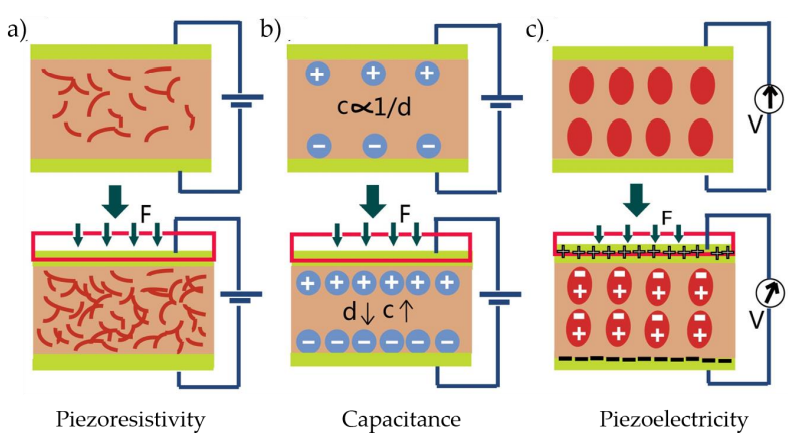 a)
b)
c)
+ + +
c∝1/d
− − −
V
F
F
F
+ + + + + + + + + + +
+ + + + + +
d↓ c↑
− − − − − −
− − − −
+ + + +
− − − −
+ + + +
V
− − − − − − − − − − −
Piezoresistivity
Capacitance
Piezoelectricity